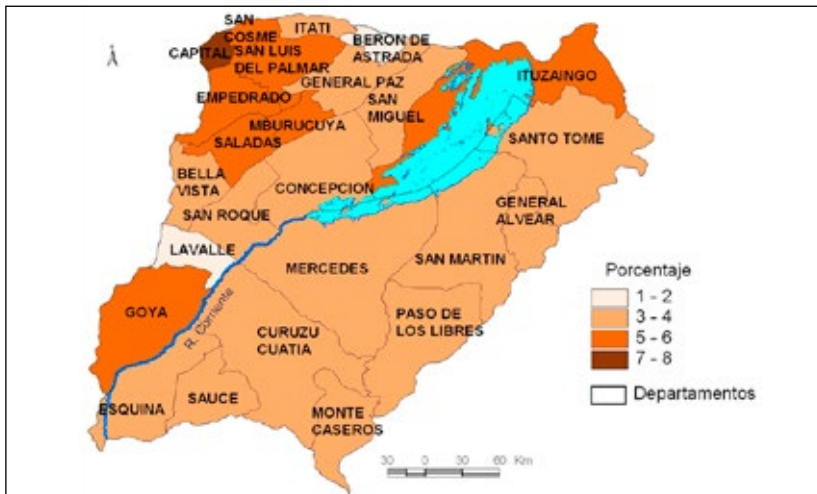 SAN
COSME
ITATI
CAPITAL
SAN LUIS
DEL PALMAR
BERON DE
ASTRADA
GENERAL PAZ
ITUZAINGO
EMPEDRADO
SAN
MIGUEL
MBURUCUYA
SALADAS
SANTO TOME
BELLA
VISTA
CONCEPCION
GENERAL
ALVEAR
SAN ROQUE
LAVALLE
MERCEDES
SAN MARTIN
GOYA
R. Corriente
PASO DE
LOS LIBRES
CURUZU
CUATIA
ESQUINA
SAUCE
MONTE
CASEROS
Porcentaje
1 - 2
3 - 4
5 - 6
7 - 8
Departamentos
30 0 30 60 Km